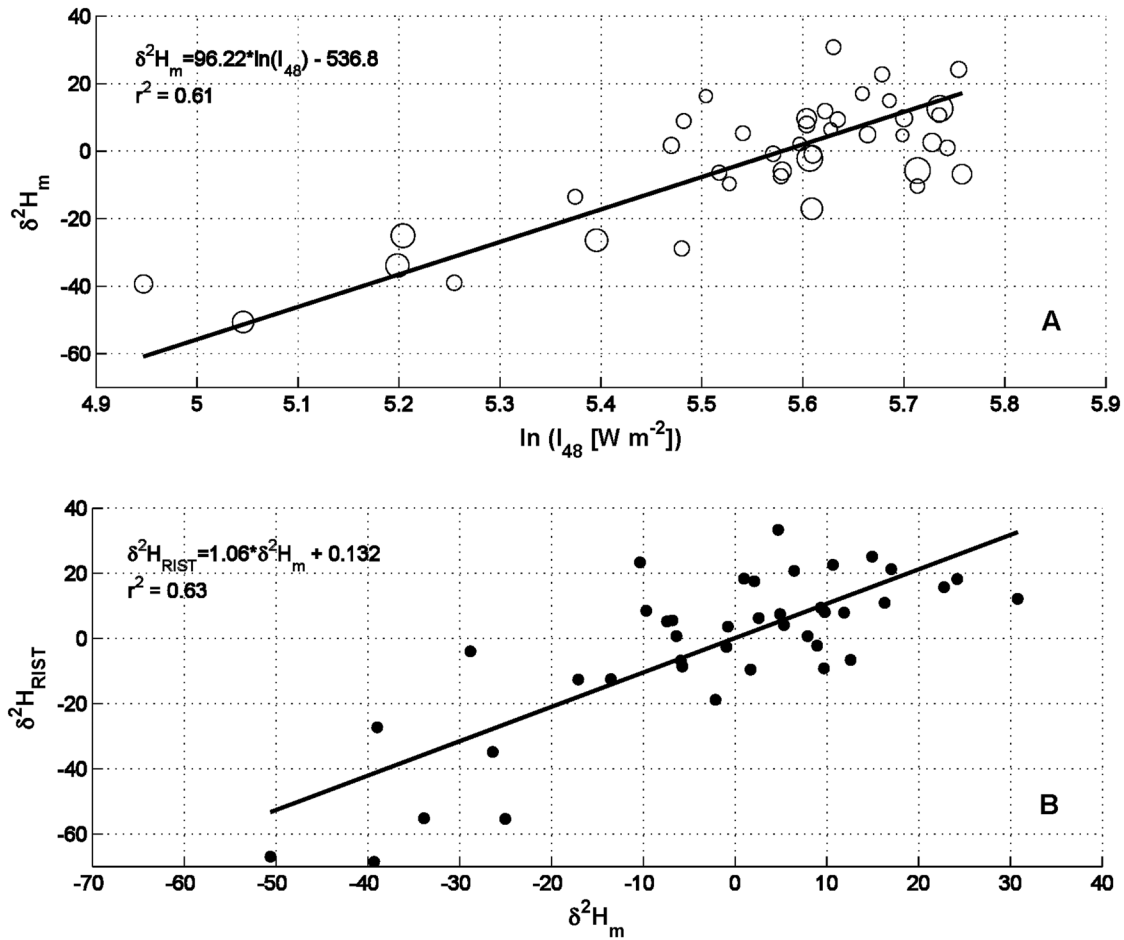 40
20
0
-20
-40
-60
δ²Hₘ
δ²Hₘ=96.22*ln(I₄₈) - 536.8
r² = 0.61
A
4.9 5 5.1 5.2 5.3 5.4 5.5 5.6 5.7 5.8 5.9
ln (I₄₈ [W m⁻²])
40
20
0
-20
-40
-60
δ²H_RIST
δ²H_RIST=1.06*δ²Hₘ + 0.132
r² = 0.63
B
-70 -60 -50 -40 -30 -20 -10 0 10 20 30 40
δ²Hₘ